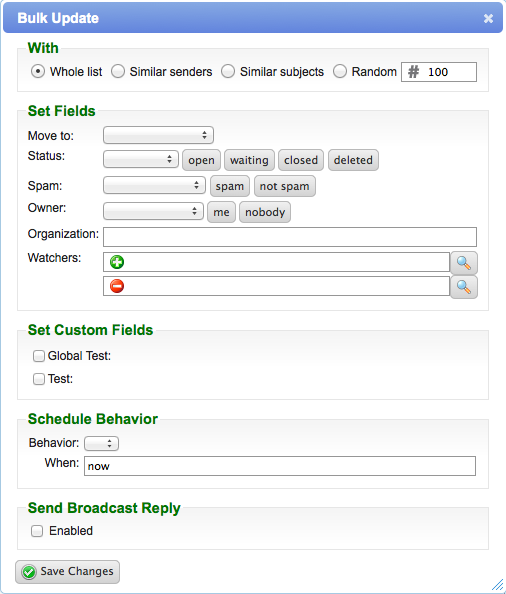 Bulk Update
With
Whole list Similar senders Similar subjects Random # 100
Set Fields
Move to:
Status: open waiting closed deleted
Spam: spam not spam
Owner: me nobody
Organization:
Watchers:
Set Custom Fields
Global Test:
Test:
Schedule Behavior
Behavior:
When: now
Send Broadcast Reply
Enabled
Save Changes